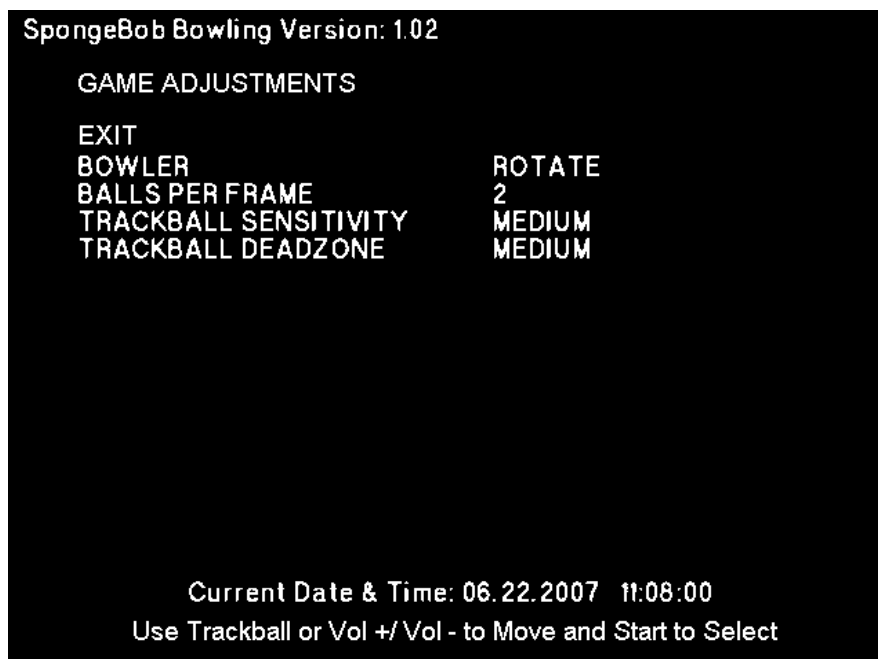 SpongeBob Bowling Version: 1.02
GAME ADJUSTMENTS
EXIT
BOWLER ROTATE
BALLS PER FRAME 2
TRACKBALL SENSITIVITY MEDIUM
TRACKBALL DEADZONE MEDIUM
Current Date & Time: 06.22.2007 11:08:00
Use Trackball or Vol +/ Vol - to Move and Start to Select